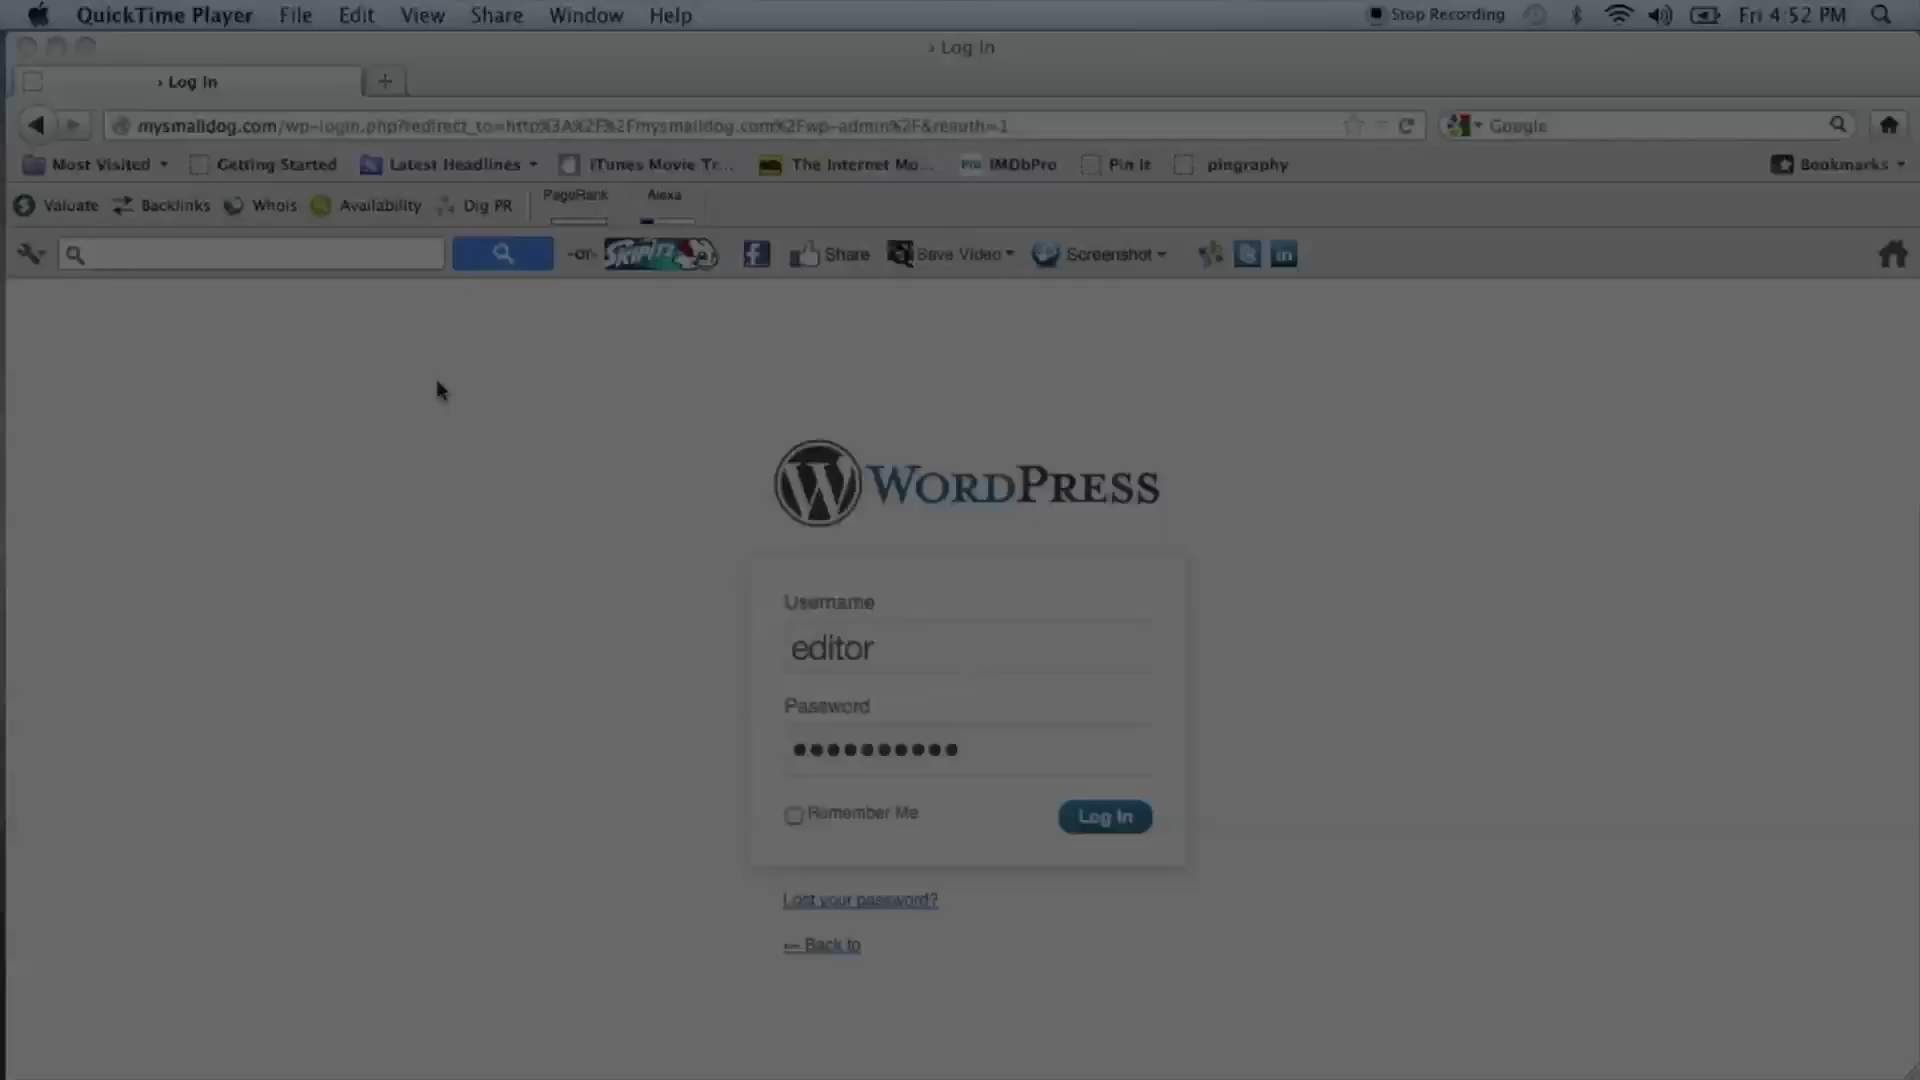 QuickTime Player File Edit View Share Window Help Stop Recording Fri 4:52 PM
› Log In
› Log In
mysmalldog.com/wp-login.php?redirect_to=http%3A%2F%2Fmysmalldog.com%2Fwp-admin%2F&reauth=1 Google
Most Visited Getting Started Latest Headlines iTunes Movie Tr... The Internet Mo... IMDbPro Pin It pingraphy Bookmarks
Valuate Backlinks Whois Availability Dig PR PageRank Alexa
-or- Share Save Video Screenshot
WORDPRESS
Username
editor
Password
Remember Me Log In
Lost your password?
← Back to